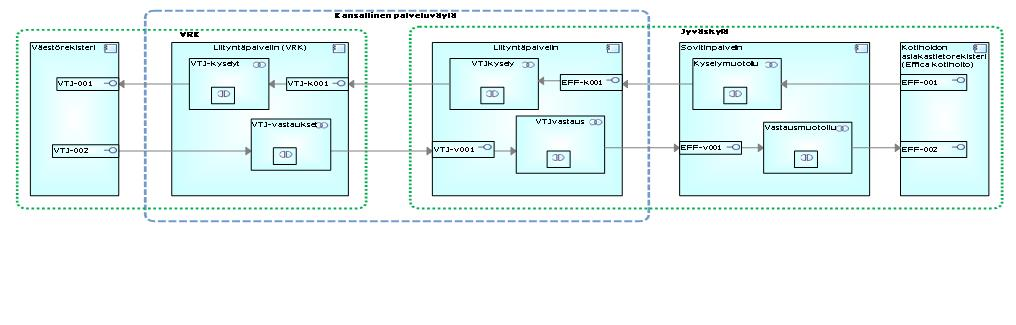 Kansallinen palveluväylä
VRK
Jyväskylä
Väestörekisteri
VTJ-001
VTJ-002
Liityntäpalvelin (VRK)
VTJ-kyselyt
VTJ-k001
VTJ-vastaukset
Liityntäpalvelin
VTJkysely
EFF-k001
VTJvastaus
VTJ-v001
Sovitinpalvelin
Kyselymuotoilu
EFF-v001
Vastausmuotoilu
Kotihoidon
asiakastietorekisteri
(Effica kotihoito)
EFF-001
EFF-002